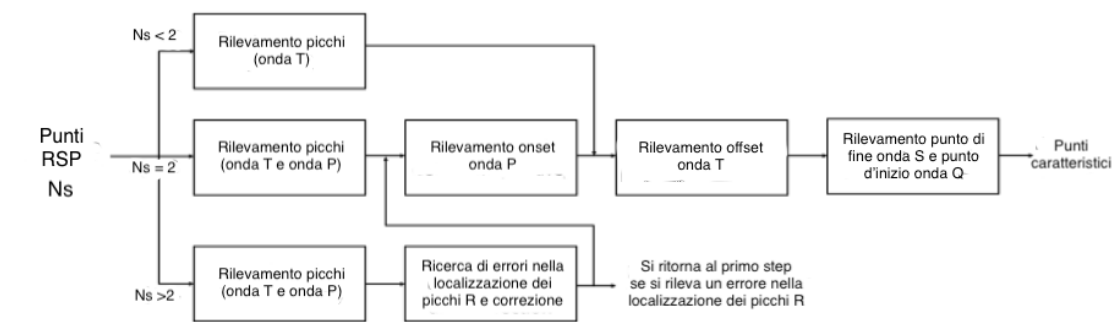 Ns < 2
Rilevamento picchi
(onda T)
Punti
RSP
Ns
Ns = 2
Rilevamento picchi
(onda T e onda P)
Rilevamento onset
onda P
Rilevamento offset
onda T
Rilevamento punto di
fine onda S e punto
d'inizio onda Q
Punti
caratteristici
Ns >2
Rilevamento picchi
(onda T e onda P)
Ricerca di errori nella
localizzazione dei
picchi R e correzione
Si ritorna al primo step
se si rileva un errore nella
localizzazione dei picchi R